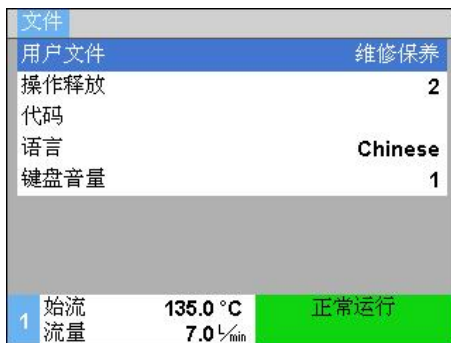 文件
用户文件 维修保养
操作释放 2
代码
语言 Chinese
键盘音量 1
1 始流 135.0 °C 正常运行
流量 7.0 L/min